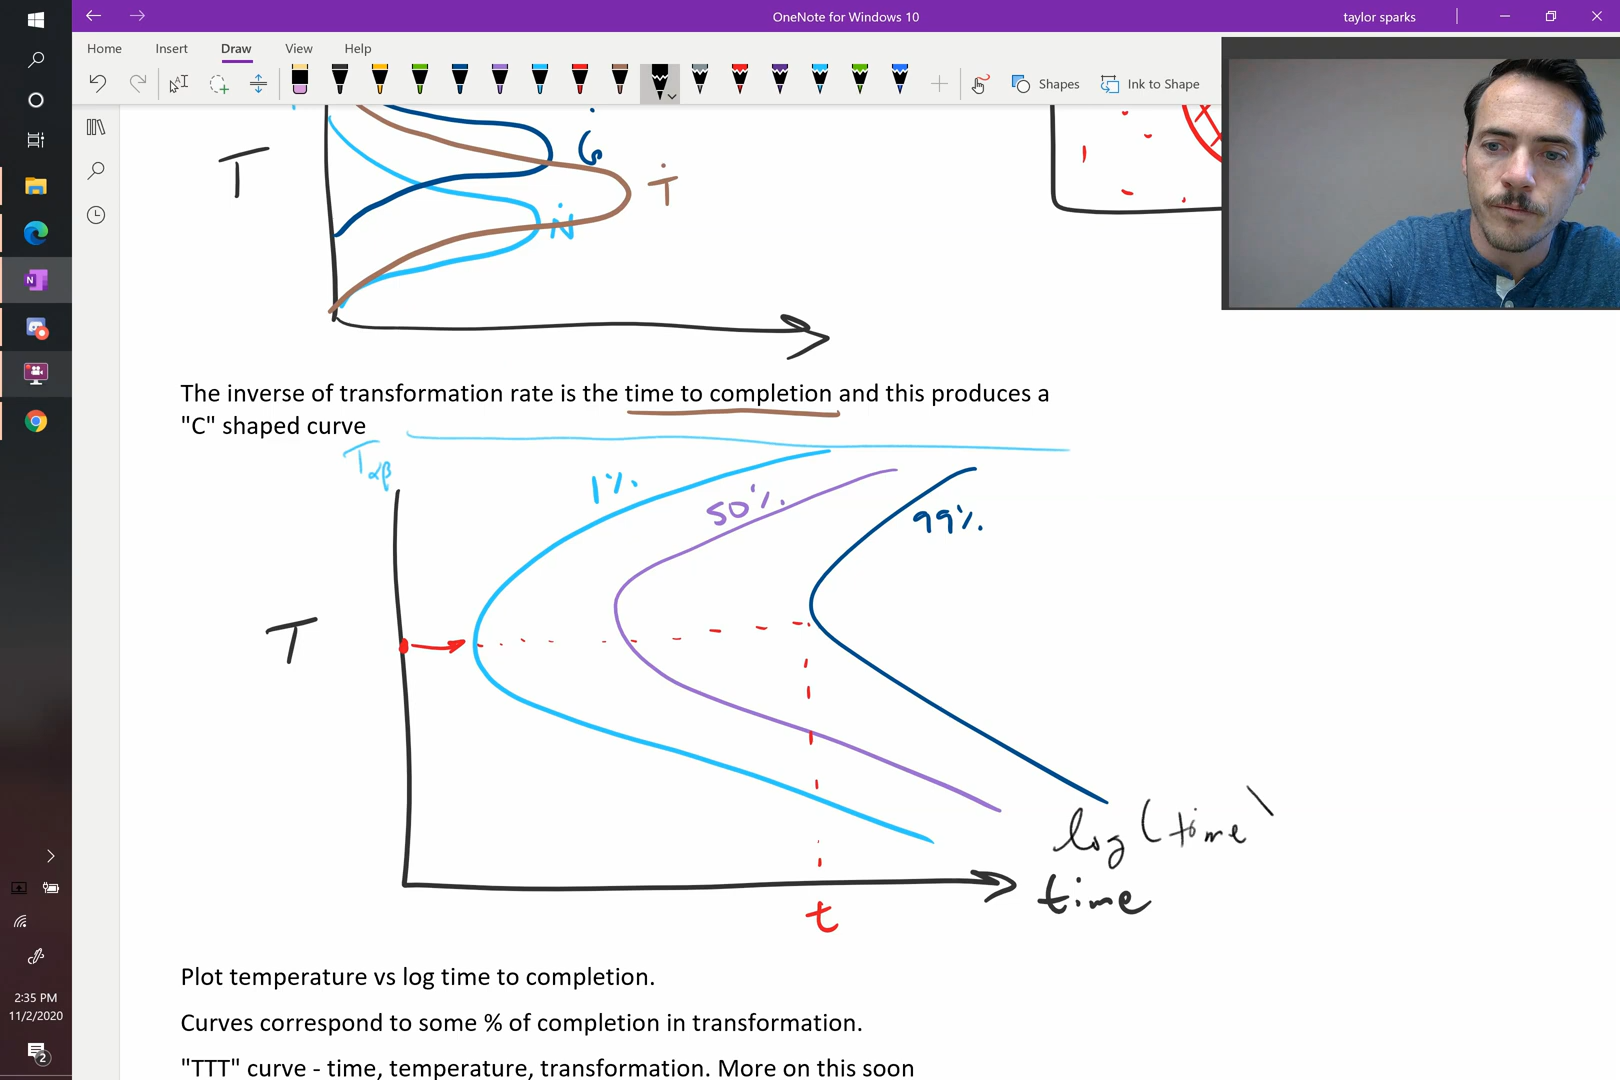 OneNote for Windows 10
taylor sparks
Home Insert Draw View Help
Shapes
Ink to Shape
T
G
T
N
The inverse of transformation rate is the time to completion and this produces a
"C" shaped curve
Tαβ
1%
50%
99%
T
log(time)
time
t
Plot temperature vs log time to completion.
Curves correspond to some % of completion in transformation.
"TTT" curve - time, temperature, transformation. More on this soon
2:35 PM
11/2/2020
2